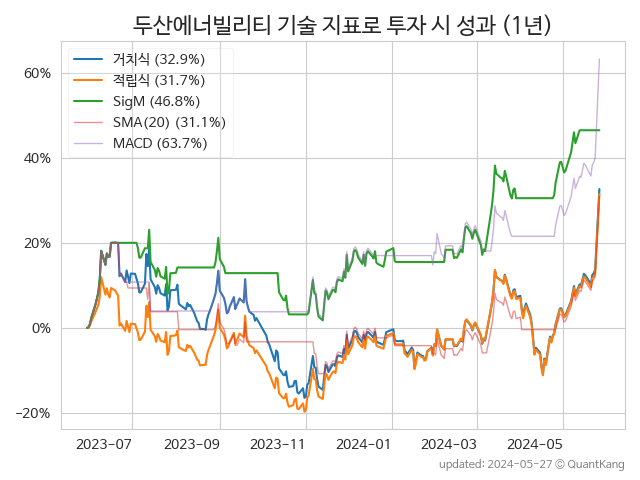 두산에너빌리티 기술 지표로 투자 시 성과 (1년)
거치식 (32.9%)
적립식 (31.7%)
SigM (46.8%)
SMA(20) (31.1%)
MACD (63.7%)
60%
40%
20%
0%
−20%
2023-07 2023-09 2023-11 2024-01 2024-03 2024-05
updated: 2024-05-27 © QuantKang